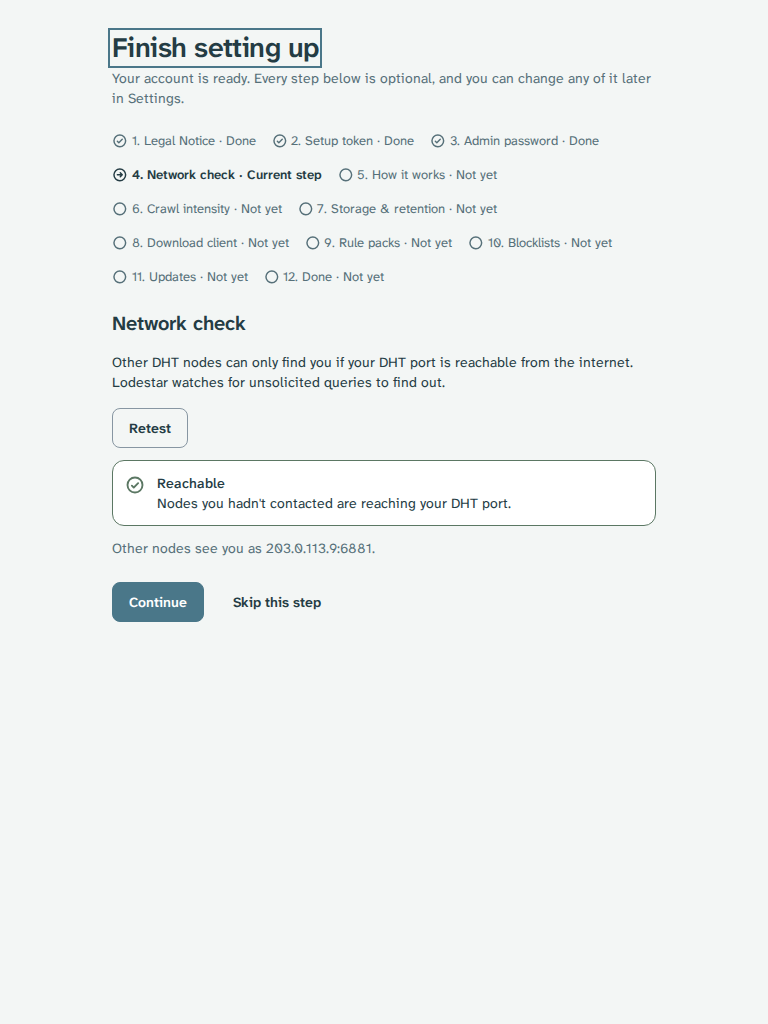 Finish setting up
Your account is ready. Every step below is optional, and you can change any of it later
in Settings.
1. Legal Notice · Done 2. Setup token · Done 3. Admin password · Done
4. Network check · Current step 5. How it works · Not yet
6. Crawl intensity · Not yet 7. Storage & retention · Not yet
8. Download client · Not yet 9. Rule packs · Not yet 10. Blocklists · Not yet
11. Updates · Not yet 12. Done · Not yet
Network check
Other DHT nodes can only find you if your DHT port is reachable from the internet.
Lodestar watches for unsolicited queries to find out.
Retest
Reachable
Nodes you hadn't contacted are reaching your DHT port.
Other nodes see you as 203.0.113.9:6881.
Continue Skip this step